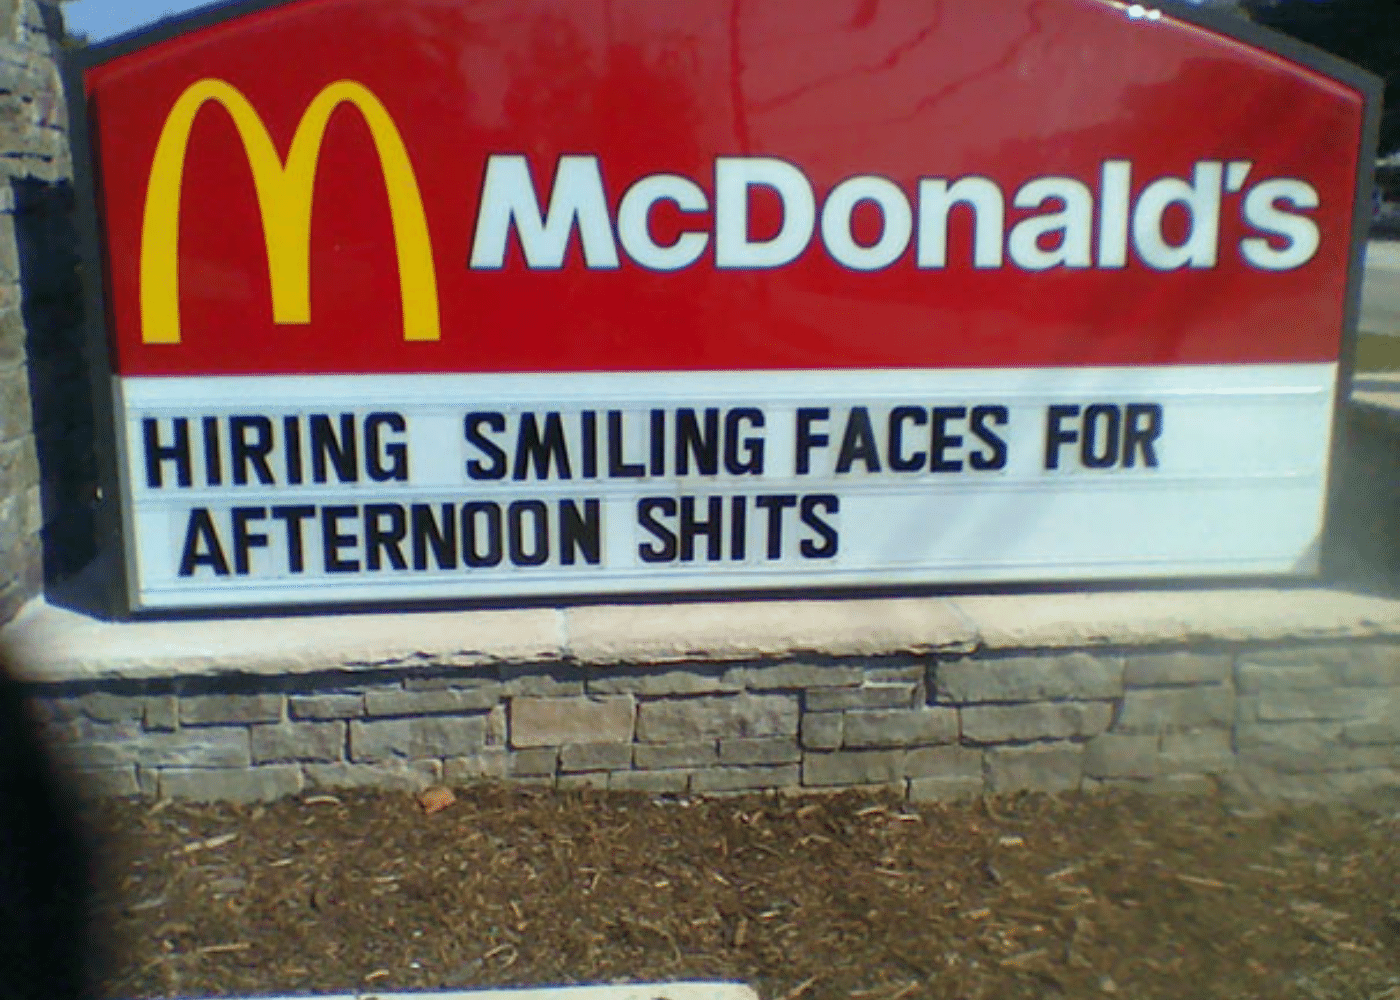 McDonald's
HIRING SMILING FACES FOR
AFTERNOON SHITS